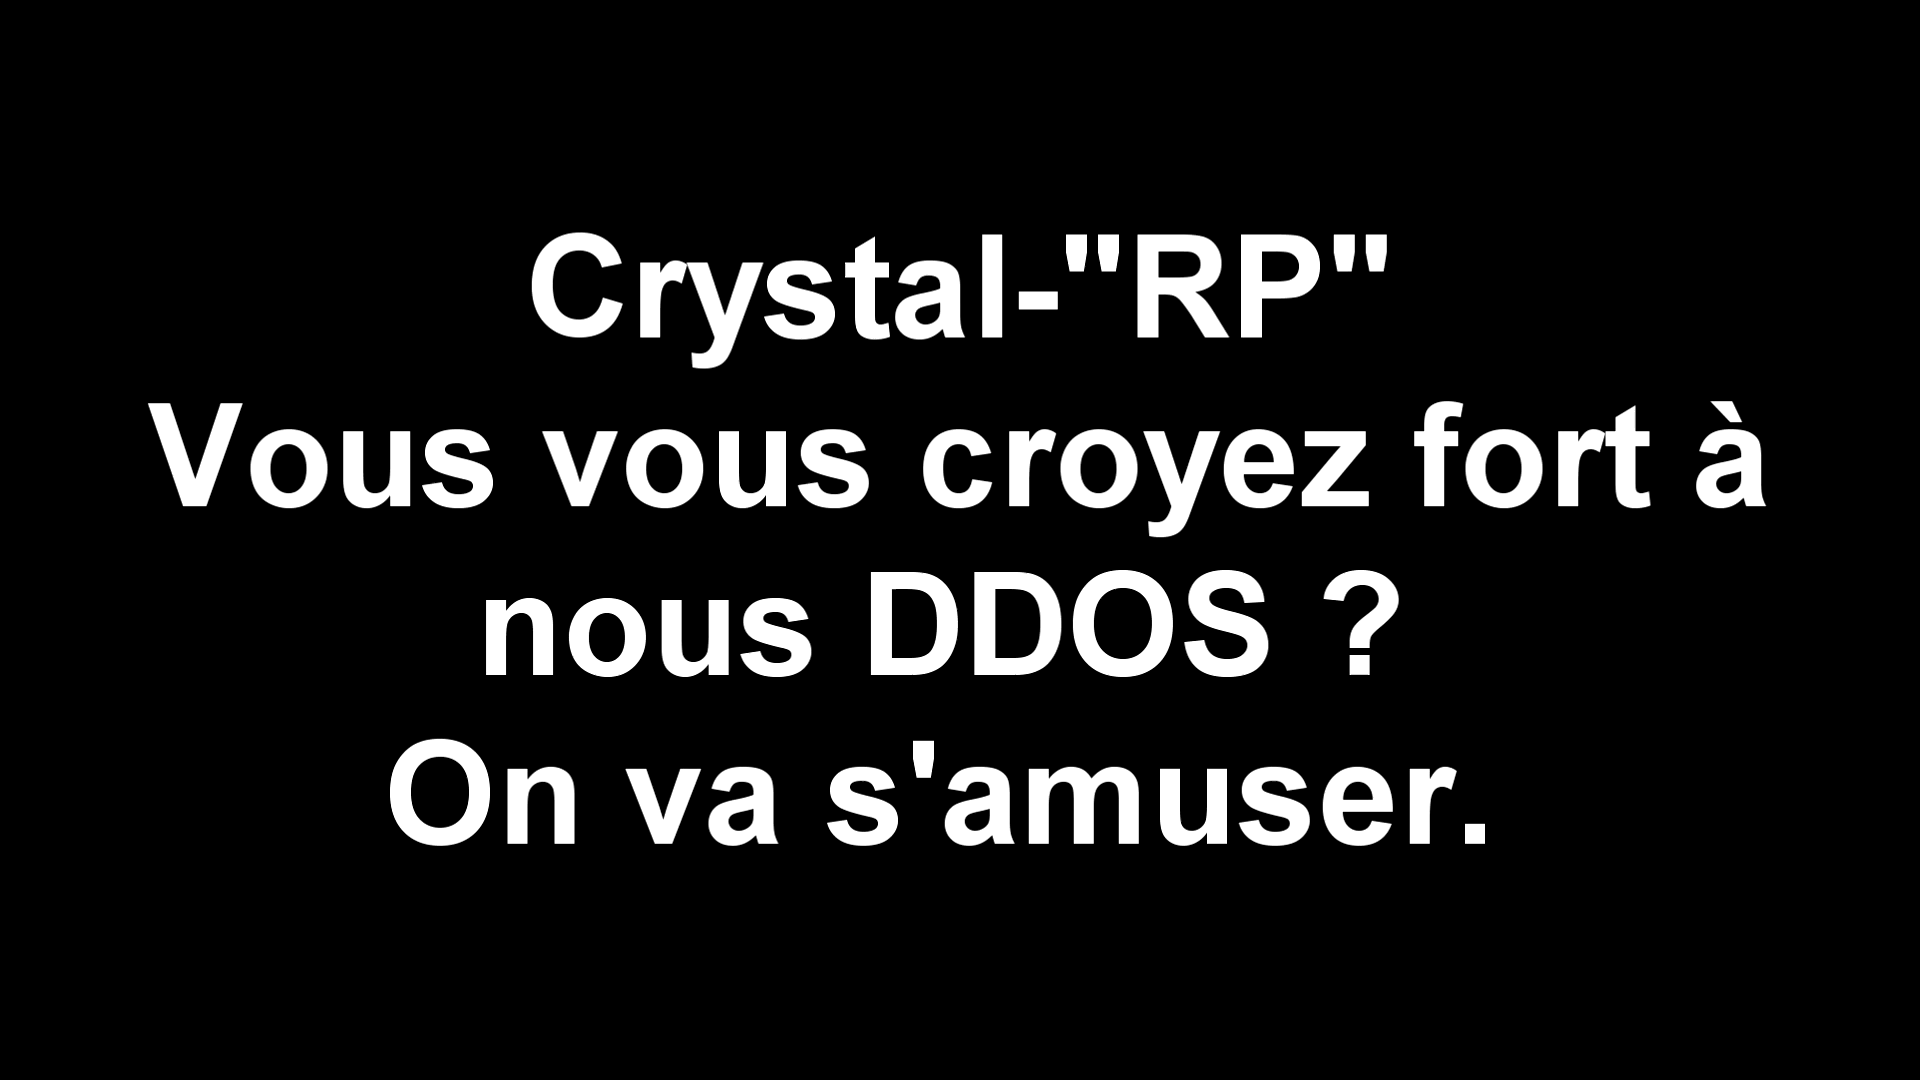 Crystal-"RP"
Vous vous croyez fort à
nous DDOS ?
On va s'amuser.